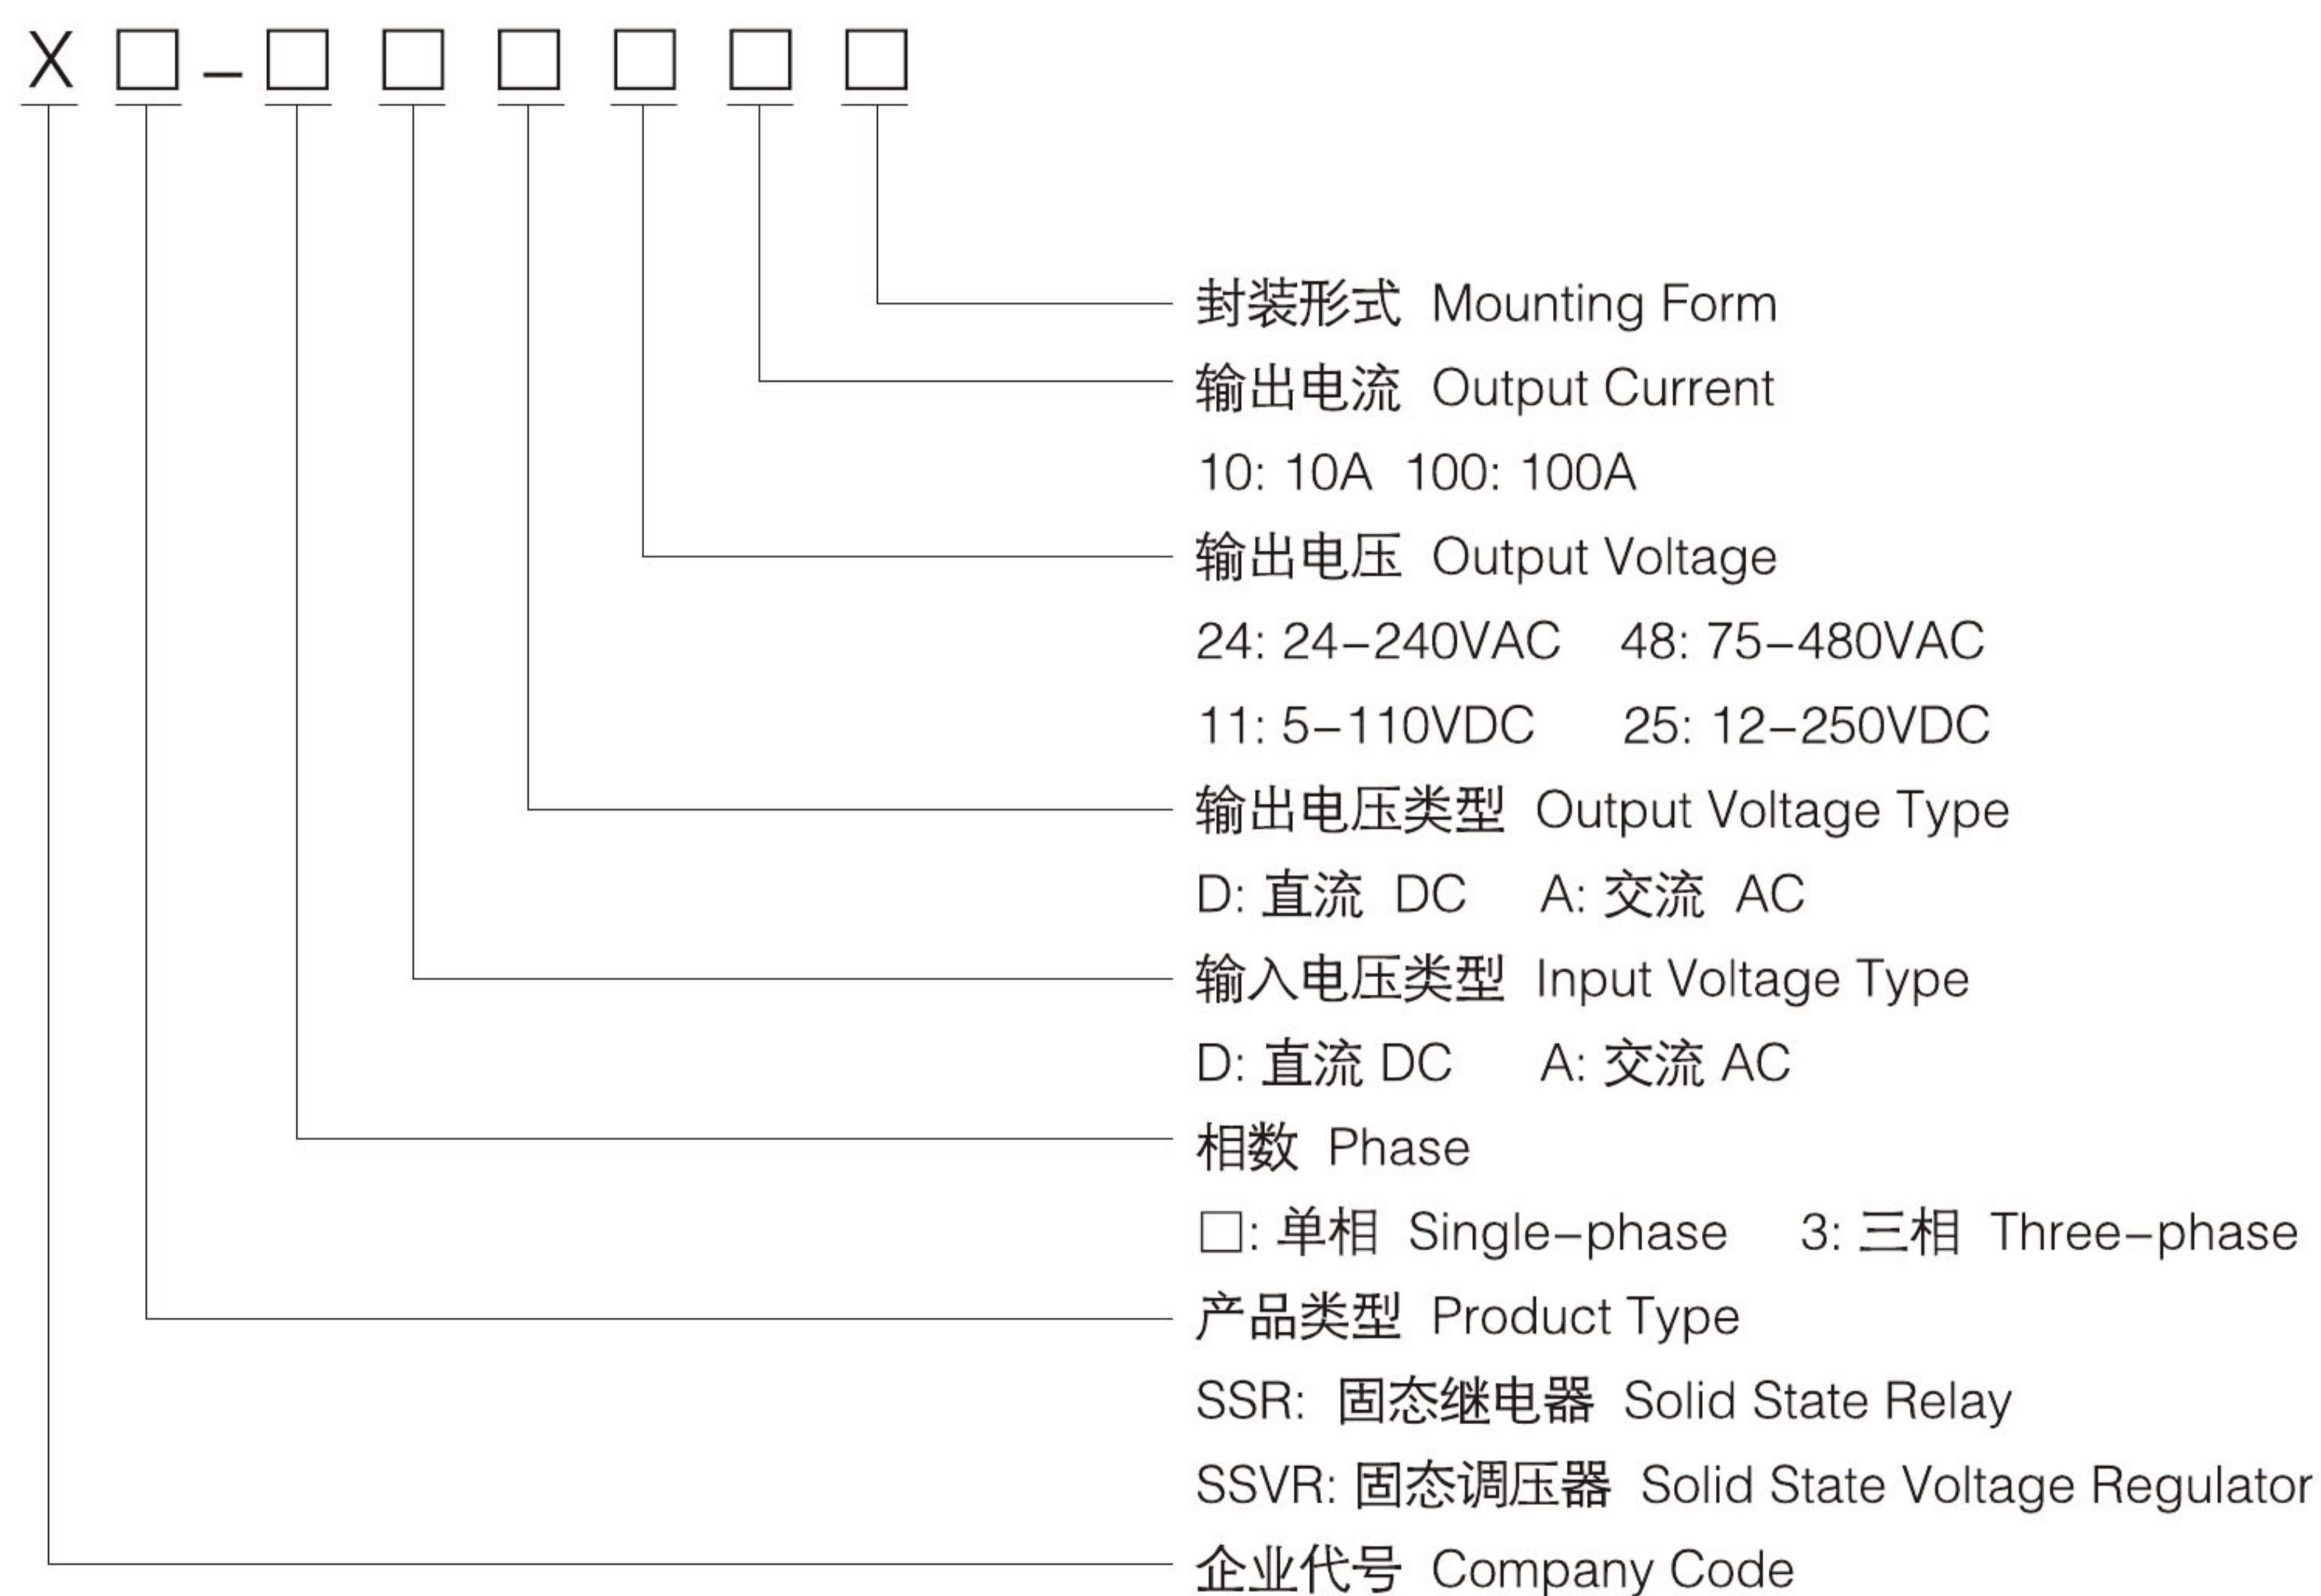 X□-□□□□□□
封装形式 Mounting Form
输出电流 Output Current
10: 10A 100: 100A
输出电压 Output Voltage
24: 24-240VAC 48: 75-480VAC
11: 5-110VDC 25: 12-250VDC
输出电压类型 Output Voltage Type
D: 直流 DC A: 交流 AC
输入电压类型 Input Voltage Type
D: 直流 DC A: 交流 AC
相数 Phase
□: 单相 Single-phase 3: 三相 Three-phase
产品类型 Product Type
SSR: 固态继电器 Solid State Relay
SSVR: 固态调压器 Solid State Voltage Regulator
企业代号 Company Code